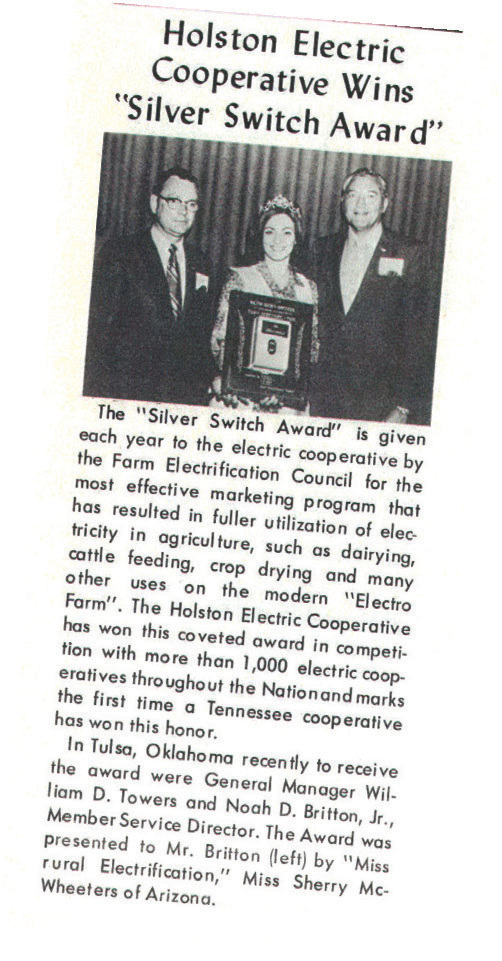 Holston Electric
Cooperative Wins
"Silver Switch Award"
The "Silver Switch Award" is given
each year to the electric cooperative by
the Farm Electrification Council for the
most effective marketing program that
has resulted in fuller utilization of elec-
tricity in agriculture, such as dairying,
cattle feeding, crop drying and many
other uses on the modern "Electro
Farm". The Holston Electric Cooperative
has won this coveted award in competi-
tion with more than 1,000 electric coop-
eratives throughout the Nation and marks
the first time a Tennessee cooperative
has won this honor.
In Tulsa, Oklahoma recently to receive
the award were General Manager Wil-
liam D. Towers and Noah D. Britton, Jr.,
Member Service Director. The Award was
presented to Mr. Britton (left) by "Miss
rural Electrification," Miss Sherry Mc-
Wheeters of Arizona.